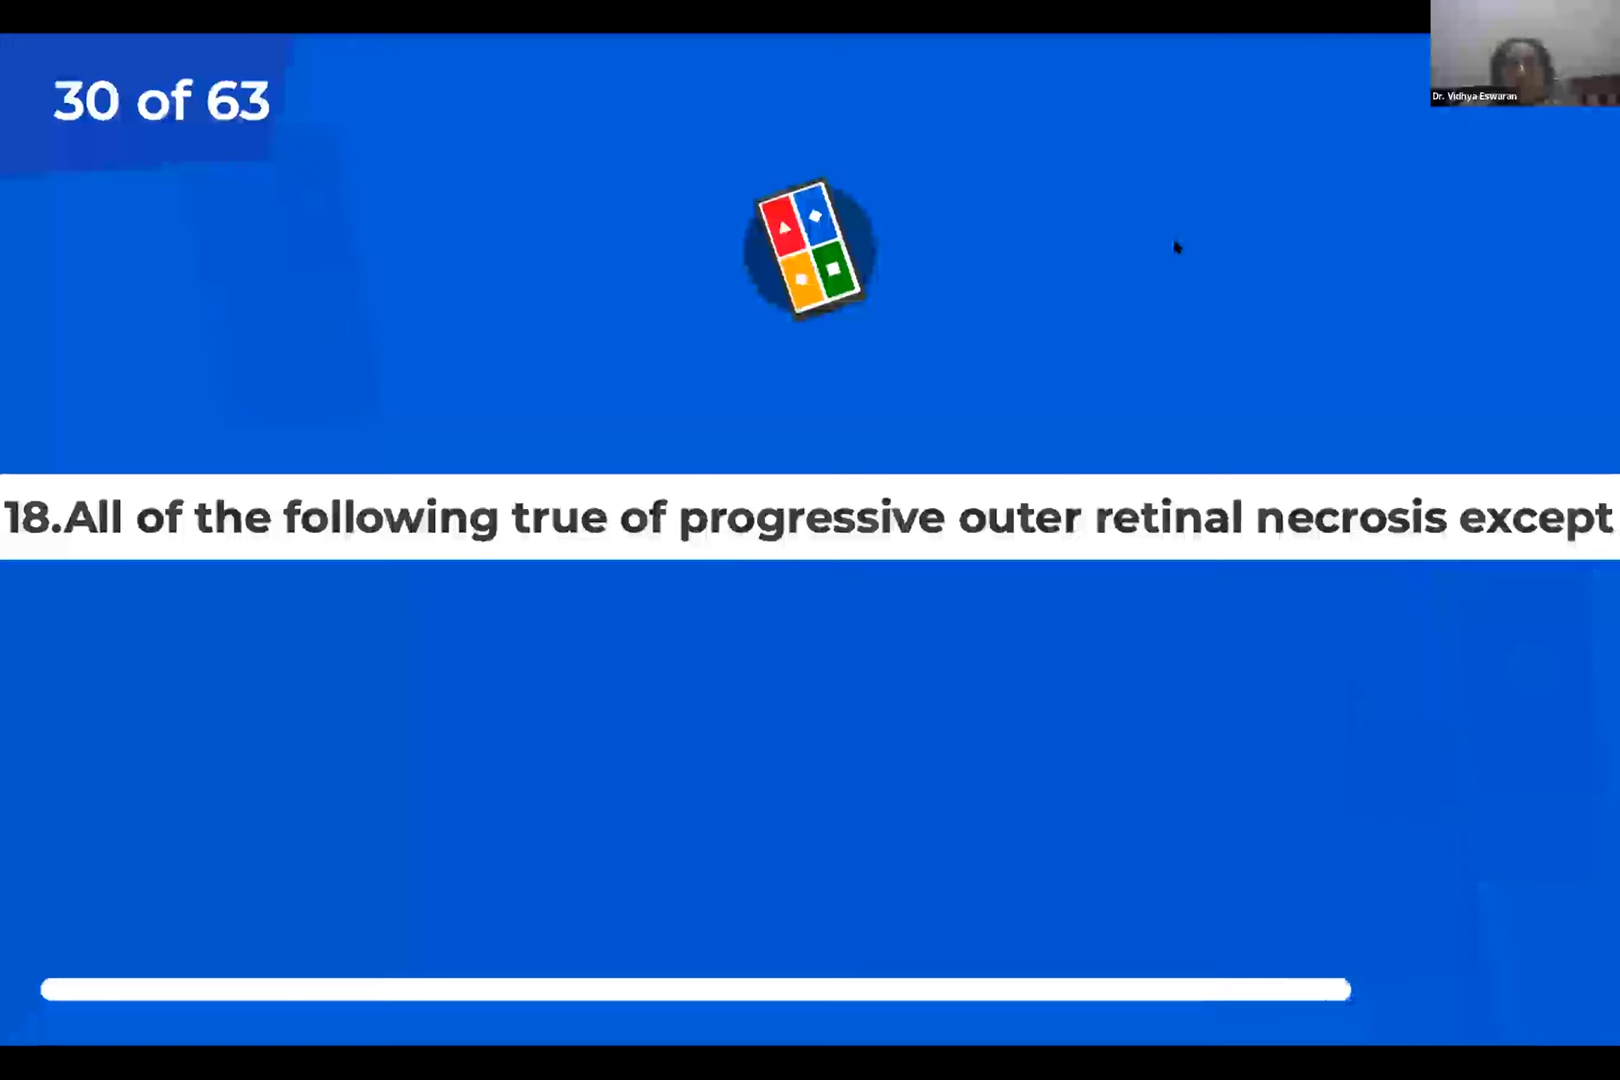 30 of 63
Dr. Vidhya Eswaran
18.All of the following true of progressive outer retinal necrosis except